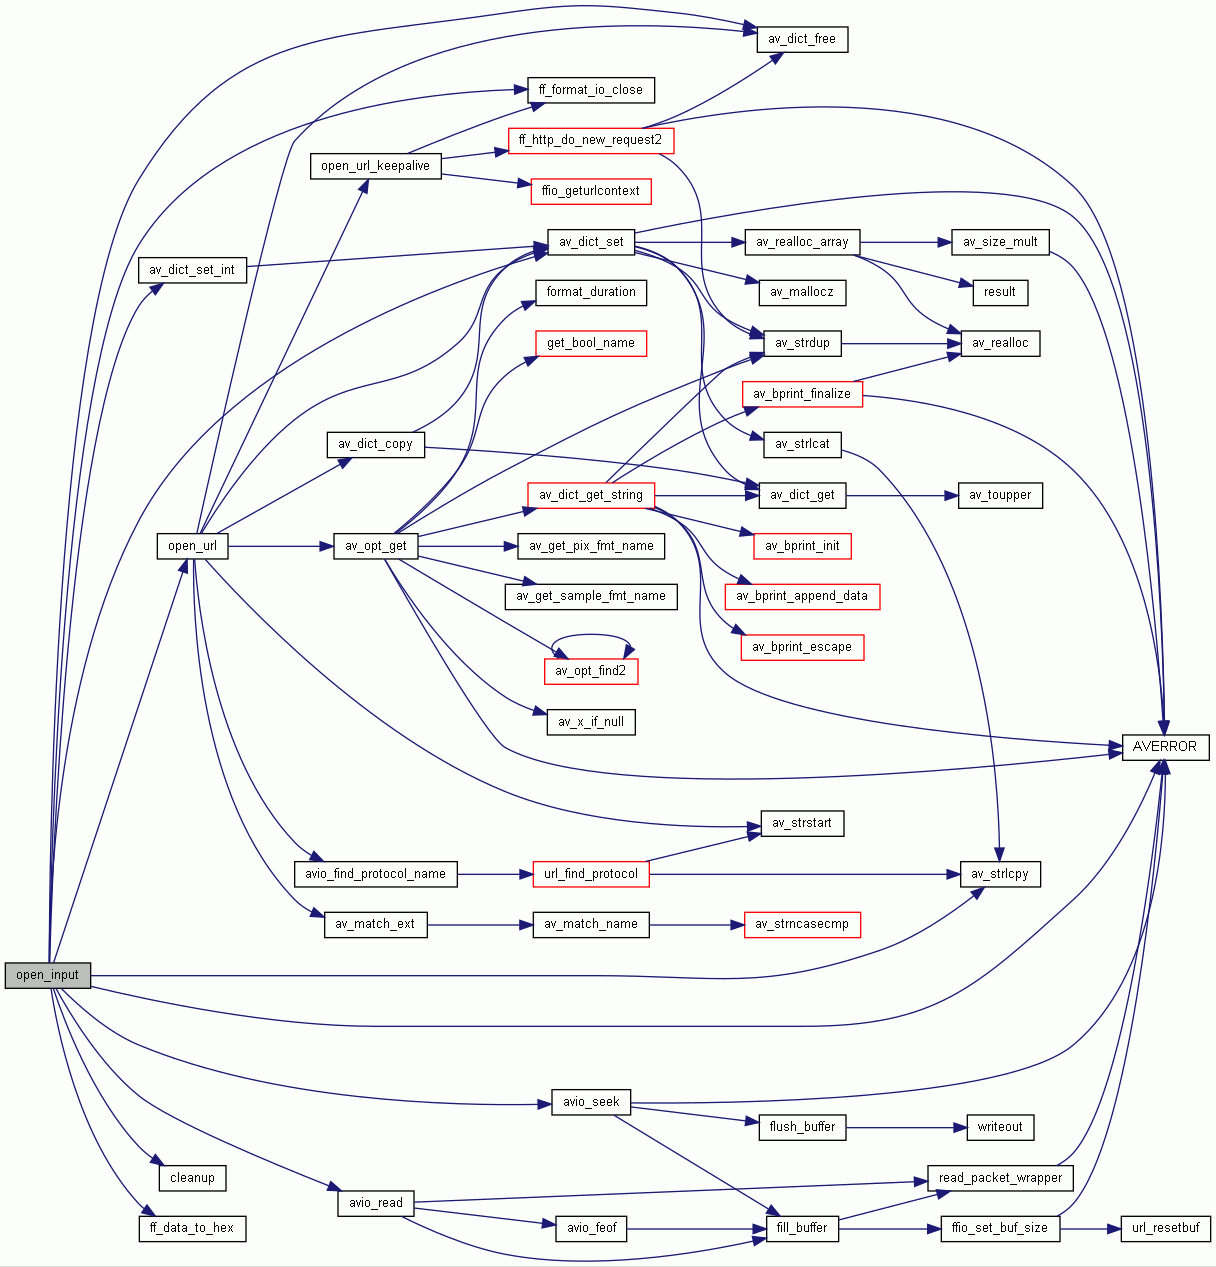 av_dict_free
ff_format_io_close
ff_http_do_new_request2
open_url_keepalive
ffio_geturlcontext
av_dict_set
av_realloc_array
av_size_mult
av_dict_set_int
format_duration
av_mallocz
result
get_bool_name
av_strdup
av_realloc
av_bprint_finalize
av_dict_copy
av_strlcat
av_dict_get_string
av_dict_get
av_toupper
open_url
av_opt_get
av_get_pix_fmt_name
av_bprint_init
av_get_sample_fmt_name
av_bprint_append_data
av_bprint_escape
av_opt_find2
av_x_if_null
AVERROR
av_strstart
avio_find_protocol_name
url_find_protocol
av_strlcpy
av_match_ext
av_match_name
av_strncasecmp
open_input
avio_seek
flush_buffer
writeout
cleanup
read_packet_wrapper
avio_read
ff_data_to_hex
avio_feof
fill_buffer
ffio_set_buf_size
url_resetbuf